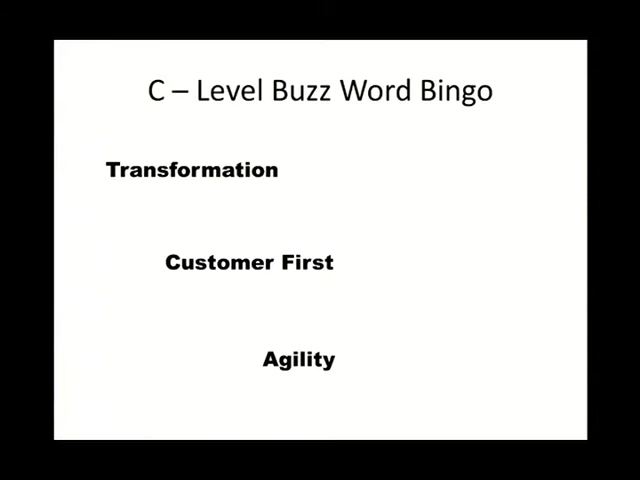 C – Level Buzz Word Bingo
Transformation
Customer First
Agility